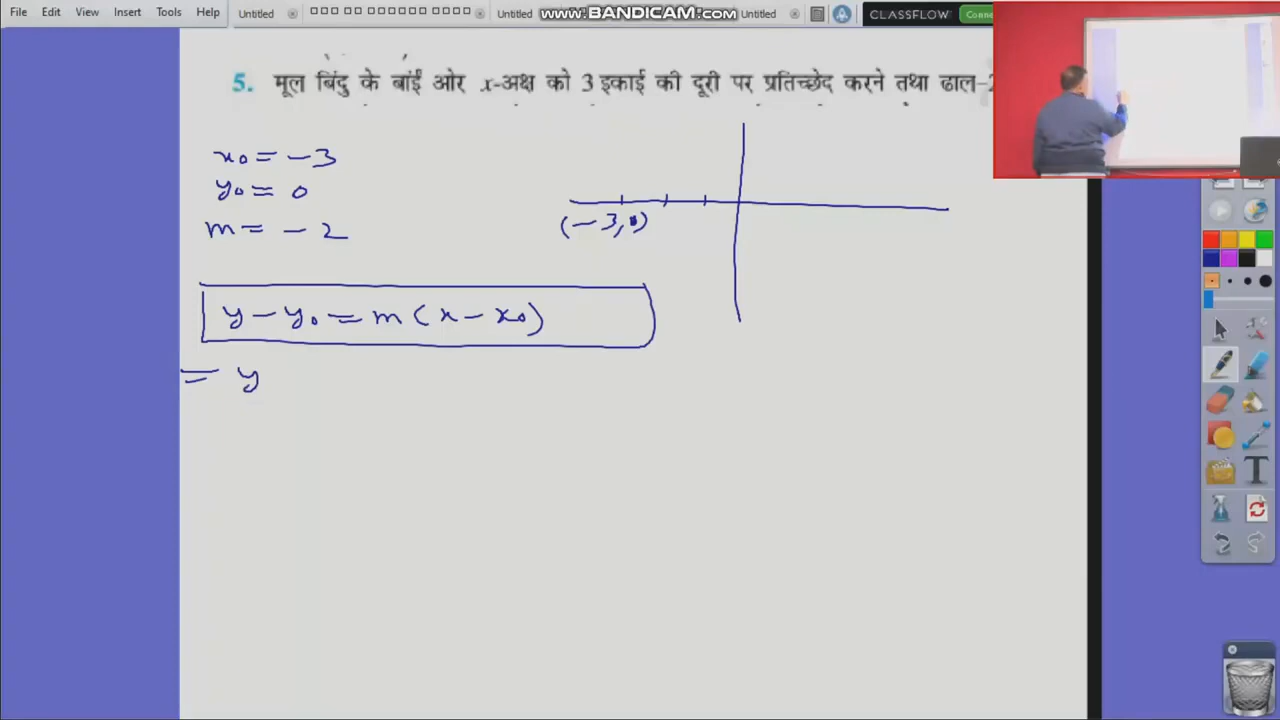 File Edit View Insert Tools Help Untitled Untitled www.BANDICAM.com Untitled CLASSFLOW Conne
5. मूल बिंदु के बांईं ओर x-अक्ष को 3 इकाई की दूरी पर प्रतिच्छेद करने तथा ढाल–2
x₀ = -3
y₀ = 0
m = -2
(-3,0)
y - y₀ = m(x - x₀)
= y
T